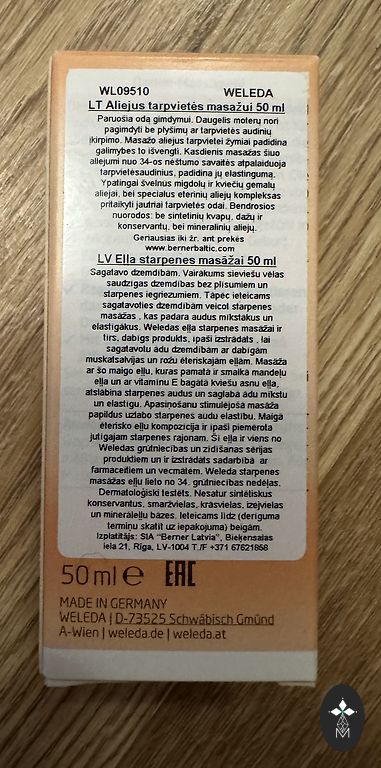 WL09510 WELEDA
LT Aliejus tarpvietės masažui 50 ml
Paruošia odą gimdymui. Daugelis moterų nori
pagimdyti be plyšimų ar tarpvietės audinių
įkirpimo. Masažo aliejus tarpvietei žymiai padidina
galimybes to išvengti. Kasdienis masažas šiuo
aliejumi nuo 34-os nėštumo savaitės atpalaiduoja
tarpvietėsaudinius, padidina jų elastingumą.
Ypatingai švelnus migdolų ir kviečių gemalų
aliejai, bei specialus eterinių aliejų kompleksas
pritaikyti jautriai tarpvietės odai. Bendrosios
nuorodos: be sintetinių kvapų, dažų ir
konservantų, bei mineralinių aliejų.
Geriausias iki žr. ant prekės
www.bernerbaltic.com
LV Eļļa starpenes masāžai 50 ml
Sagatavo dzemdībām. Vairākums sieviešu vēlas
saudzīgas dzemdības bez plīsumiem un
starpenes iegriezumiem. Tāpēc ieteicams
sagatavoties dzemdībām veicot starpenes
masāžas , kas padara audus mīkstākus un
elastīgākus. Weledas eļļa starpenes masāžai ir
tīrs, dabīgs produkts, īpaši izstrādāts , lai
sagatavotu ādu dzemdībām ar dabīgām
muskatsalvijas un rožu ēteriskajām eļļām. Masāža
ar šo maigo eļļu, kuras pamatā ir smalka mandeļu
eļļa un ar vitamīnu E bagātā kviešu asnu eļļa,
atslābina starpenes audus un saglabā ādu mīkstu
un elastīgu. Apasiņošanu stimulējošā masāža
papildus uzlabo starpenes audu elastību. Maigā
ēterisko eļļu kompozīcija ir īpaši piemērota
jutīgajam starpenes rajonam. Šī eļļa ir viens no
Weledas grūtniecības un zīdīšanas sērijas
produktiem un ir izstrādāts sadarbībā ar
farmaceitiem un vecmātēm. Weleda starpenes
masāžas eļļu lieto no 34. grūtniecības nedēļas.
Dermatoloģiski testēts. Nesatur sintētiskus
konservantus, smaržvielas, krāsvielas, izejvielas
un minerāleļļu bāzes. Ieteicams līdz (derīguma
termiņu skatīt uz iepakojuma) beigām.
Izplatītājs: SIA "Berner Latvia", Biekensalas
iela 21, Rīga, LV-1004 T./F +371 67621868
50 ml e EAC
MADE IN GERMANY
WELEDA | D-73525 Schwäbisch Gmünd
A-Wien | weleda.de | weleda.at
M